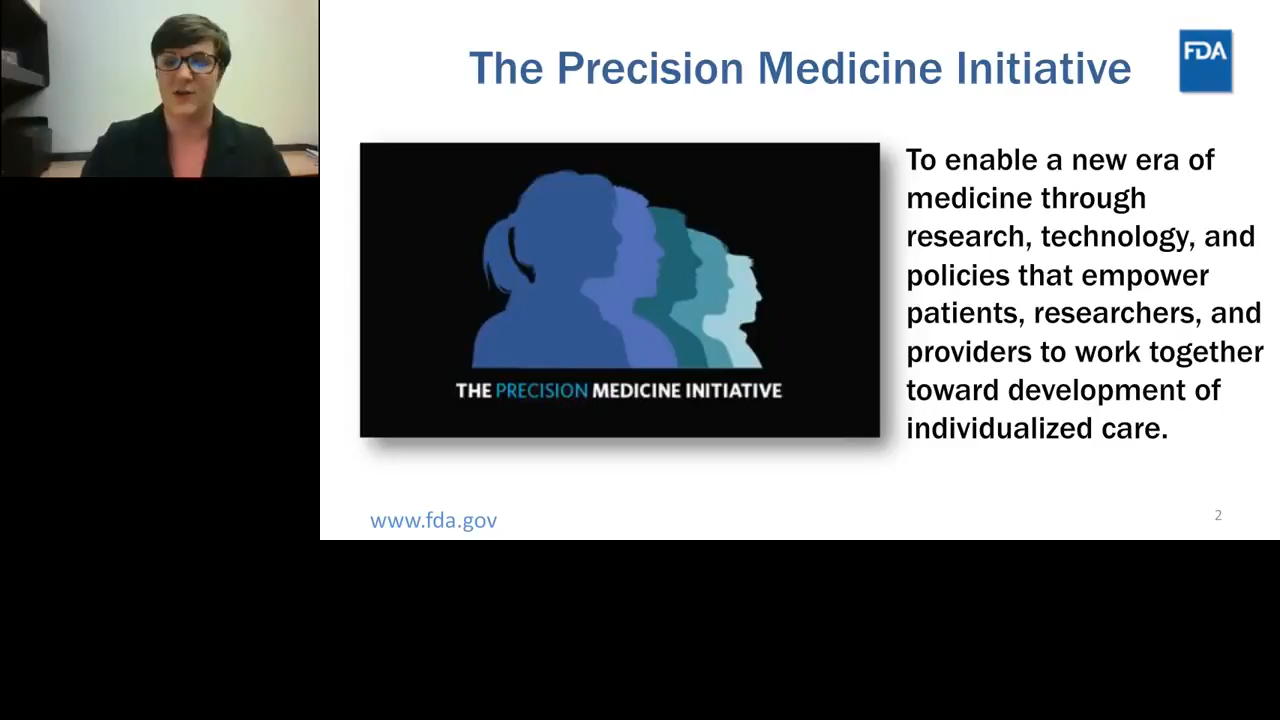 The Precision Medicine Initiative
FDA
To enable a new era of
medicine through
research, technology, and
policies that empower
patients, researchers, and
providers to work together
toward development of
individualized care.
THE PRECISION MEDICINE INITIATIVE
www.fda.gov
2